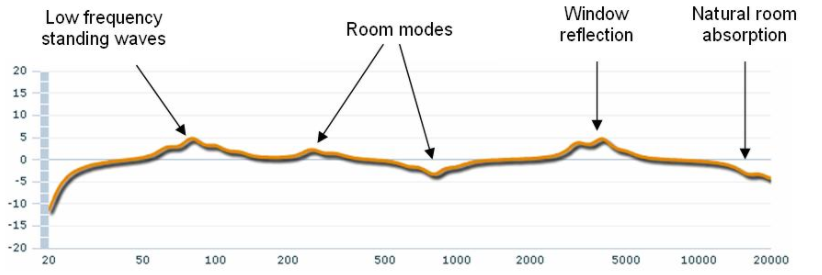 Low frequency
standing waves
Room modes
Window
reflection
Natural room
absorption
20
15
10
5
0
-5
-10
-15
-20
20 50 100 200 500 1000 2000 5000 10000 20000